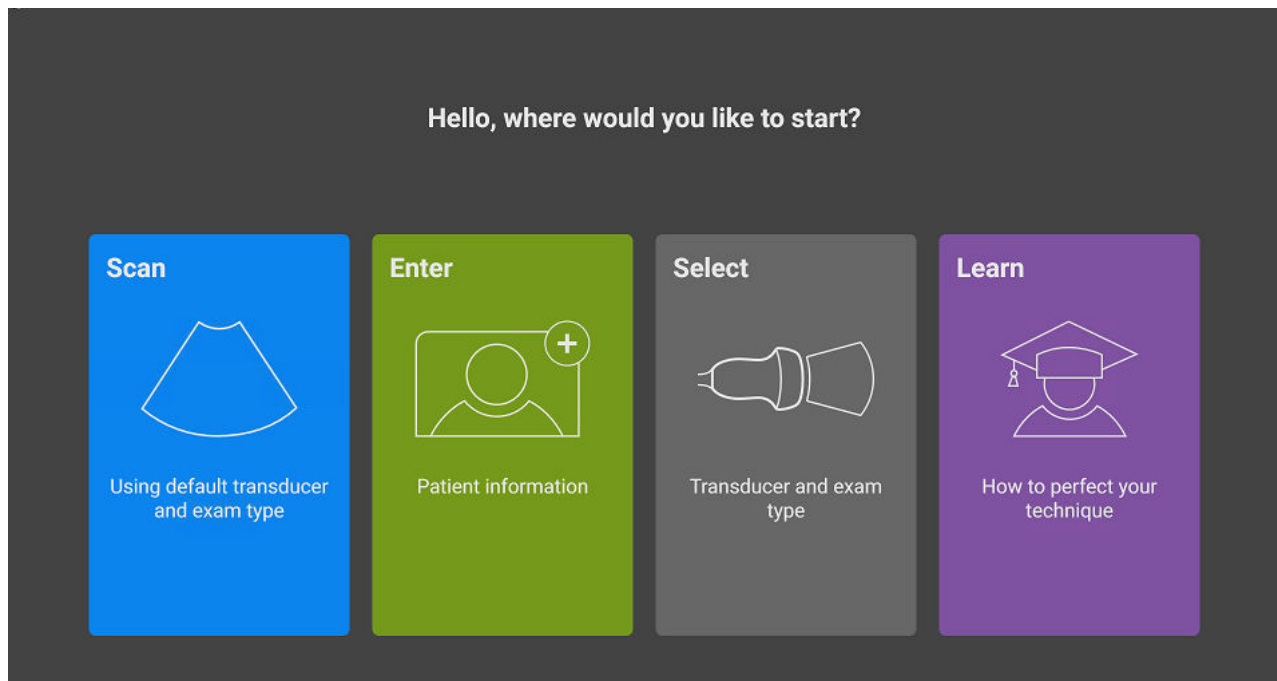 Hello, where would you like to start?
Scan
Using default transducer
and exam type
Enter
Patient information
Select
Transducer and exam
type
Learn
How to perfect your
technique